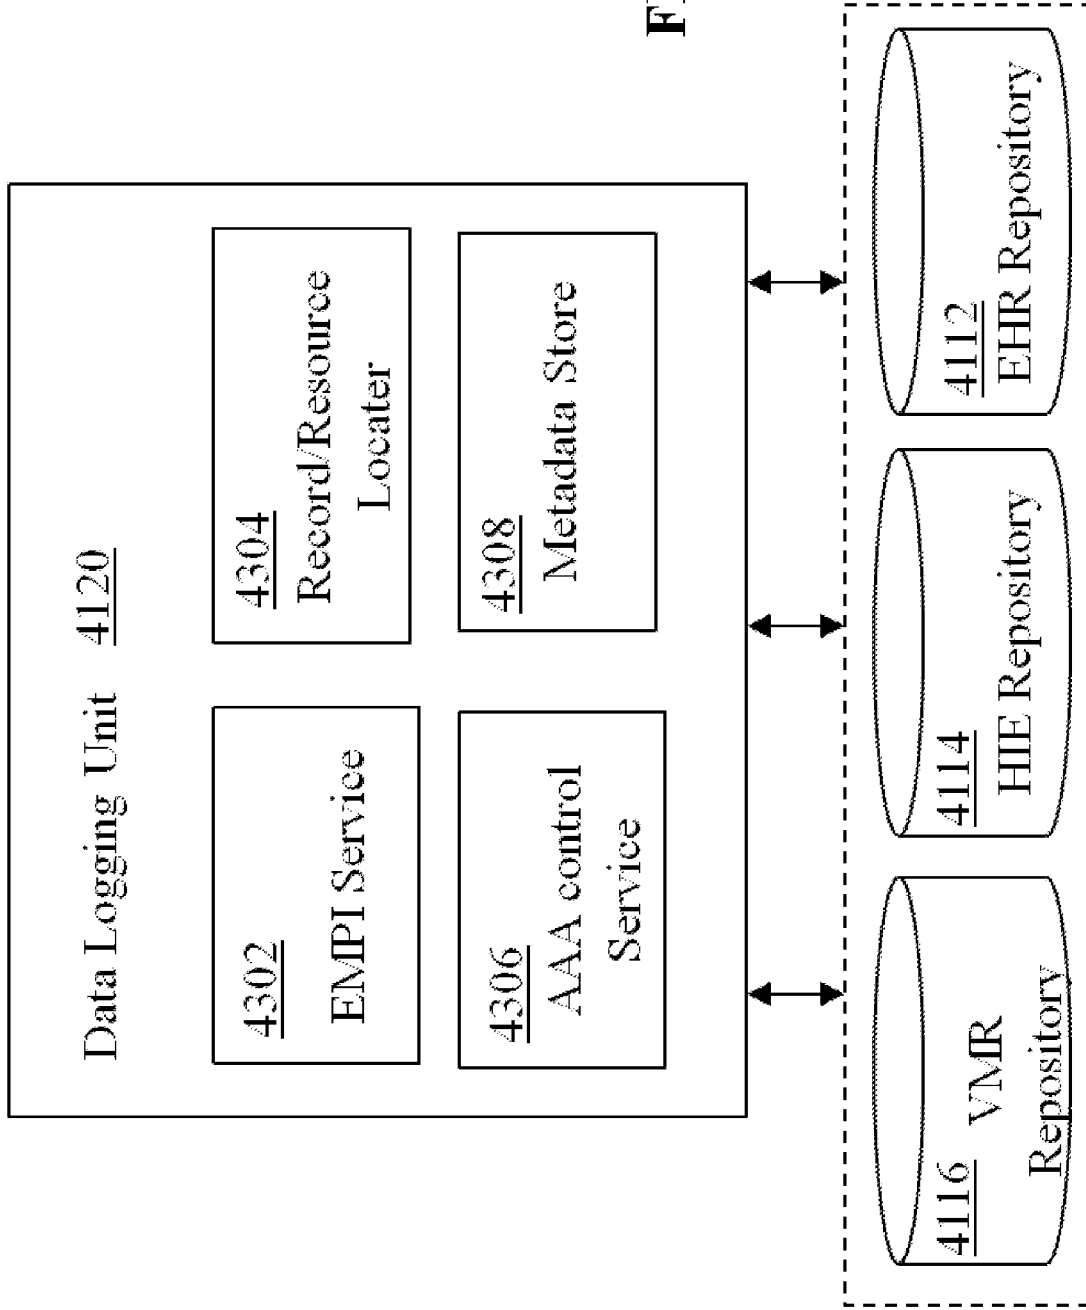 Data Logging Unit 4120
4302
EMPI Service
4304
Record/Resource
Locater
4306
AAA control
Service
4308
Metadata Store
4116
VMR
Repository
4114
HIE Repository
4112
EHR Repository